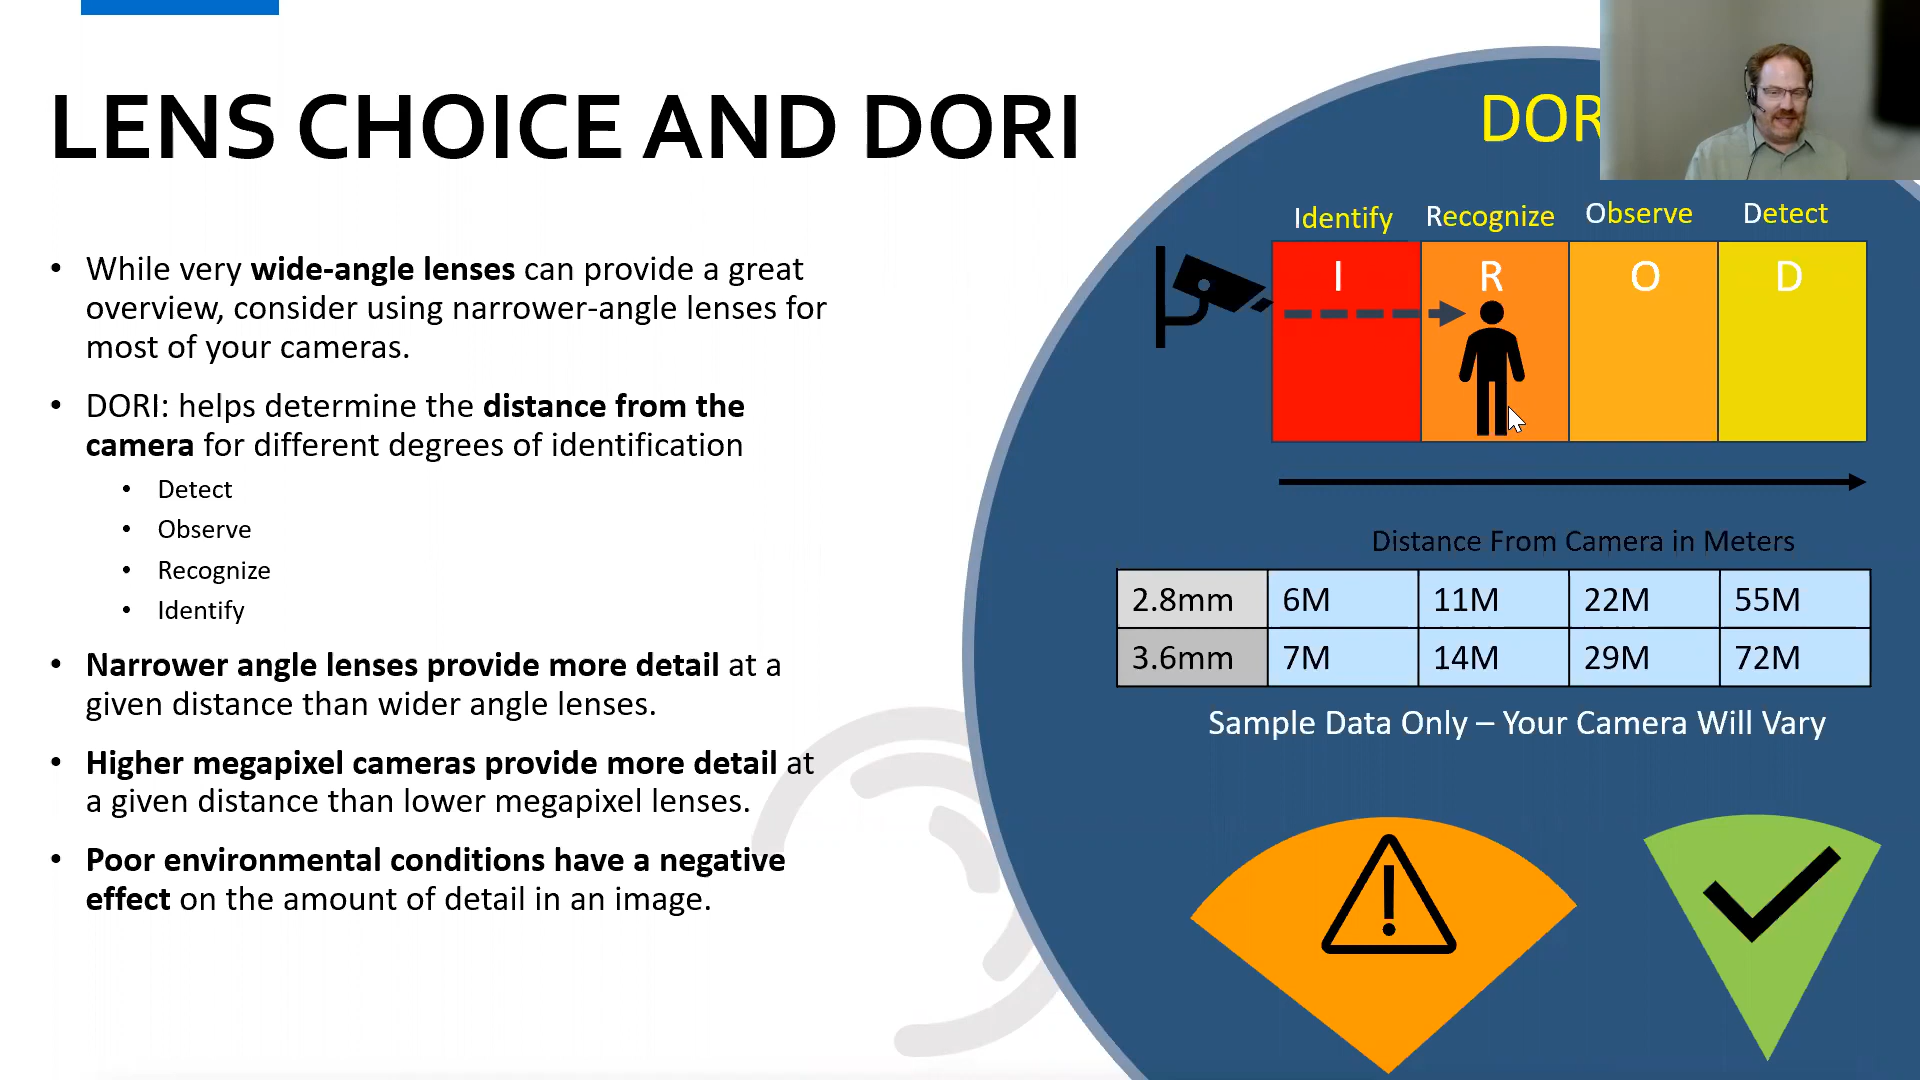 LENS CHOICE AND DORI
• While very wide-angle lenses can provide a great
overview, consider using narrower-angle lenses for
most of your cameras.
• DORI: helps determine the distance from the
camera for different degrees of identification
• Detect
• Observe
• Recognize
• Identify
• Narrower angle lenses provide more detail at a
given distance than wider angle lenses.
• Higher megapixel cameras provide more detail at
a given distance than lower megapixel lenses.
• Poor environmental conditions have a negative
effect on the amount of detail in an image.
DOR
Identify Recognize Observe Detect
I R O D
Distance From Camera in Meters
2.8mm 6M 11M 22M 55M
3.6mm 7M 14M 29M 72M
Sample Data Only – Your Camera Will Vary